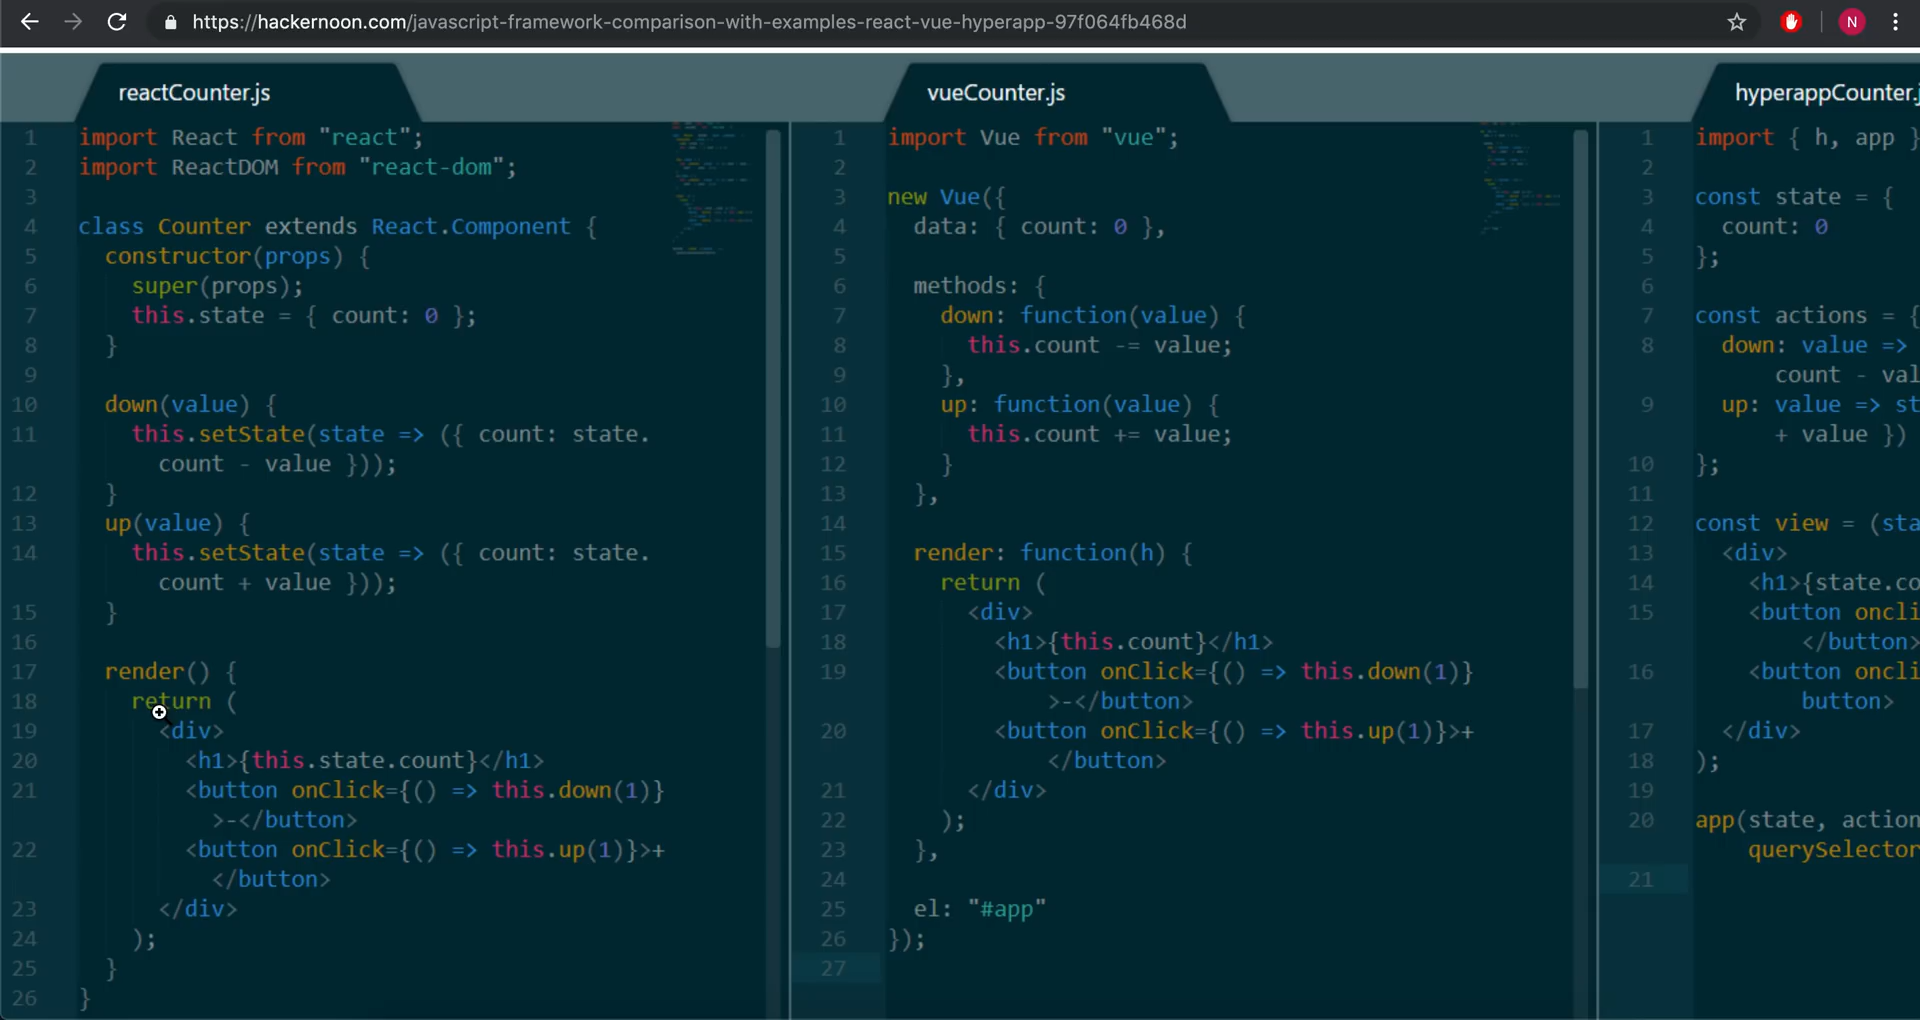 https://hackernoon.com/javascript-framework-comparison-with-examples-react-vue-hyperapp-97f064fb468d
N
reactCounter.js
1 import React from "react";
2 import ReactDOM from "react-dom";
3
4 class Counter extends React.Component {
5 constructor(props) {
6 super(props);
7 this.state = { count: 0 };
8 }
9
10 down(value) {
11 this.setState(state => ({ count: state.
count - value }));
12 }
13 up(value) {
14 this.setState(state => ({ count: state.
count + value }));
15 }
16
17 render() {
18 return (
19 <div>
20 <h1>{this.state.count}</h1>
21 <button onClick={() => this.down(1)}
>-</button>
22 <button onClick={() => this.up(1)}>+
</button>
23 </div>
24 );
25 }
26 }
vueCounter.js
1 import Vue from "vue";
2
3 new Vue({
4 data: { count: 0 },
5
6 methods: {
7 down: function(value) {
8 this.count -= value;
9 },
10 up: function(value) {
11 this.count += value;
12 }
13 },
14
15 render: function(h) {
16 return (
17 <div>
18 <h1>{this.count}</h1>
19 <button onClick={() => this.down(1)}
>-</button>
20 <button onClick={() => this.up(1)}>+
</button>
21 </div>
22 );
23 },
24
25 el: "#app"
26 });
27
hyperappCounter.j
1 import { h, app }
2
3 const state = {
4 count: 0
5 };
6
7 const actions = {
8 down: value =>
count - val
9 up: value => st
+ value })
10 };
11
12 const view = (sta
13 <div>
14 <h1>{state.co
15 <button oncli
</button>
16 <button oncli
button>
17 </div>
18 );
19
20 app(state, action
querySelector
21